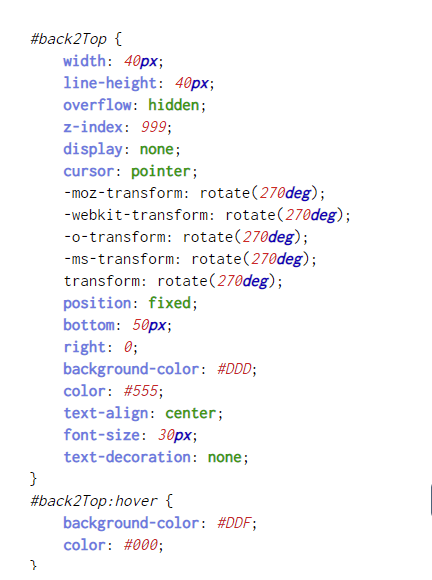 #back2Top {
    width: 40px;
    line-height: 40px;
    overflow: hidden;
    z-index: 999;
    display: none;
    cursor: pointer;
    -moz-transform: rotate(270deg);
    -webkit-transform: rotate(270deg);
    -o-transform: rotate(270deg);
    -ms-transform: rotate(270deg);
    transform: rotate(270deg);
    position: fixed;
    bottom: 50px;
    right: 0;
    background-color: #DDD;
    color: #555;
    text-align: center;
    font-size: 30px;
    text-decoration: none;
}
#back2Top:hover {
    background-color: #DDF;
    color: #000;
}